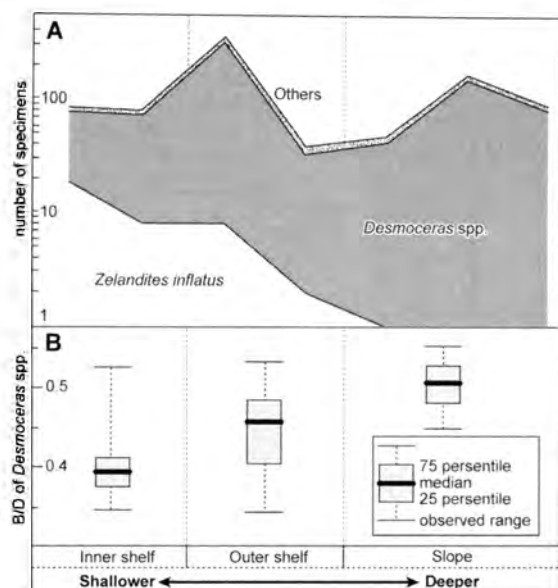 A
number of specimens
100
10
1
Others
Desmoceras spp.
Zelandites inflatus
B
B/D of Desmoceras spp.
0.5
0.4
75 persentile
median
25 persentile
observed range
Inner shelf
Outer shelf
Slope
Shallower
Deeper